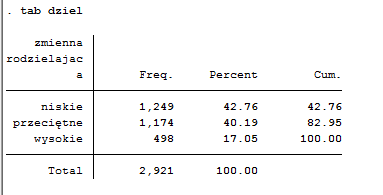 . tab dziel
zmienna
rodzielajac
a Freq. Percent Cum.
niskie 1,249 42.76 42.76
przeciętne 1,174 40.19 82.95
wysokie 498 17.05 100.00
Total 2,921 100.00